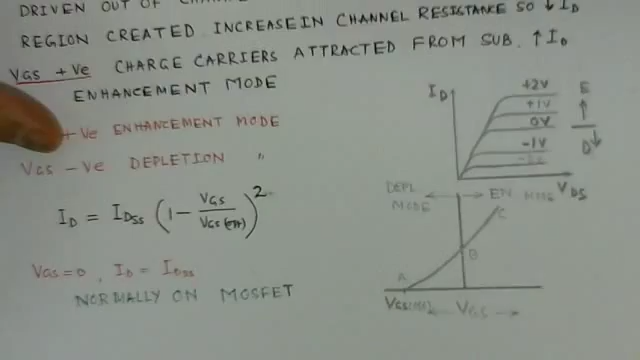 DRIVEN OUT OF
REGION CREATED INCREASE IN CHANNEL RESISTANCE SO ↓ ID
VGS +Ve CHARGE CARRIERS ATTRACTED FROM SUB. ↑ ID
ENHANCEMENT MODE
+Ve ENHANCEMENT MODE
VGS -Ve DEPLETION "
ID = IDSS (1 - VGS / VGS(OFF))^2
VGS=0, ID = IDSS
NORMALLY ON MOSFET
ID
+2V
+1V
0V
-1V
E ↑
D ↓
VDS
DEPL MODE ← → EN MODE
C
B
A
VGS(OFF) ← VGS →